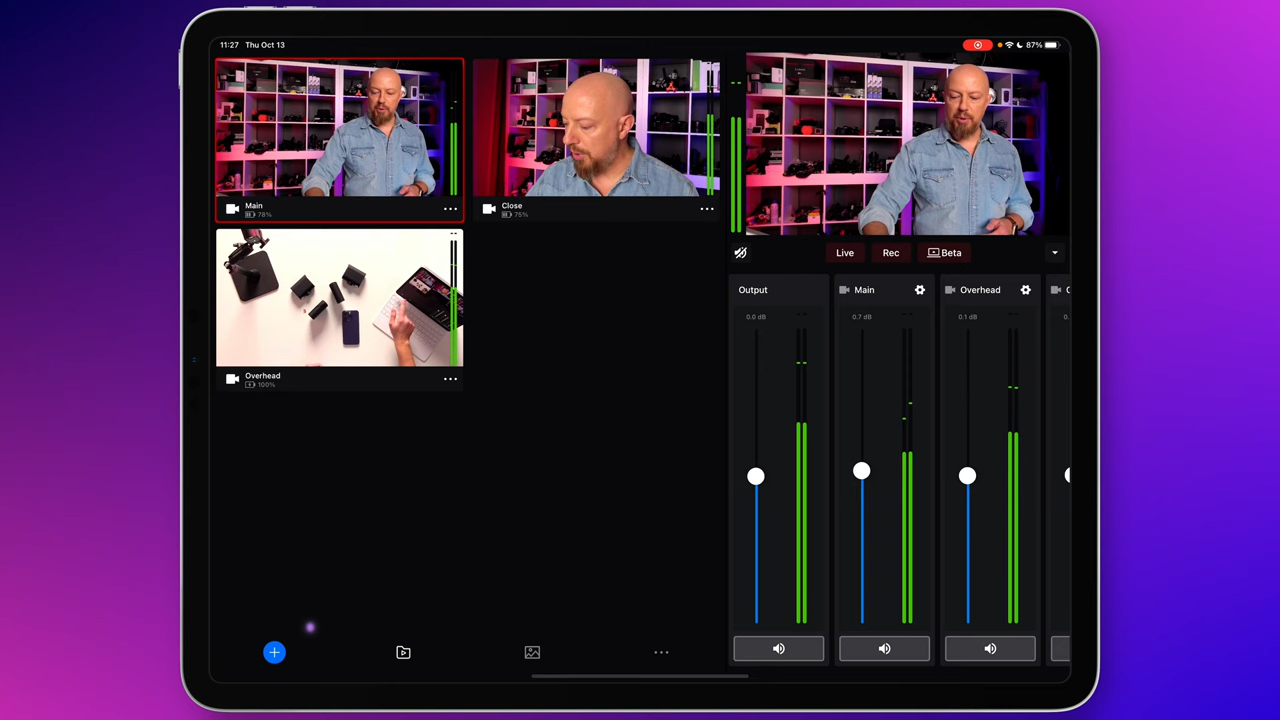 11:27 Thu Oct 13
87%
Main
78%
Close
75%
Overhead
100%
Live
Rec
Beta
Output
Main
Overhead
0.0 dB
0.7 dB
0.1 dB